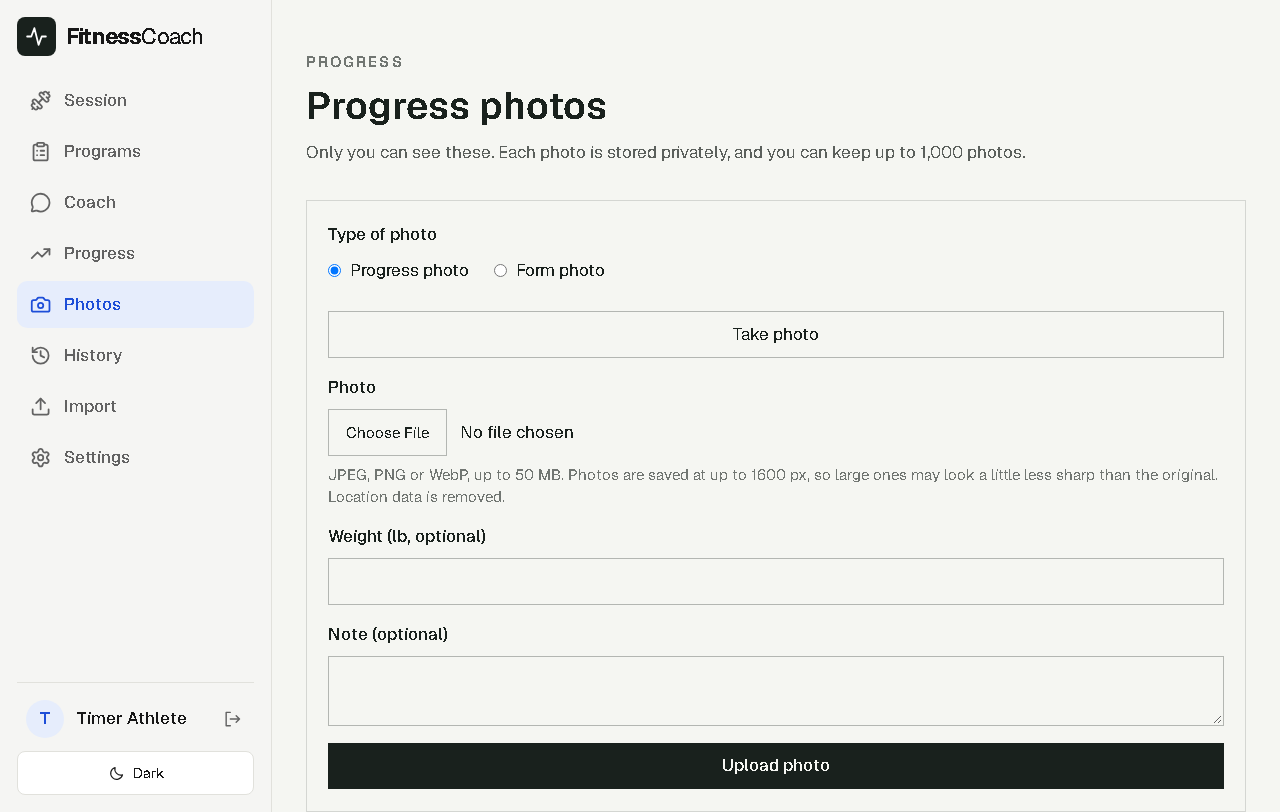 FitnessCoach
Session
Programs
Coach
Progress
Photos
History
Import
Settings
T
Timer Athlete
Dark
PROGRESS
Progress photos
Only you can see these. Each photo is stored privately, and you can keep up to 1,000 photos.
Type of photo
Progress photo
Form photo
Take photo
Photo
Choose File
No file chosen
JPEG, PNG or WebP, up to 50 MB. Photos are saved at up to 1600 px, so large ones may look a little less sharp than the original.
Location data is removed.
Weight (lb, optional)
Note (optional)
Upload photo